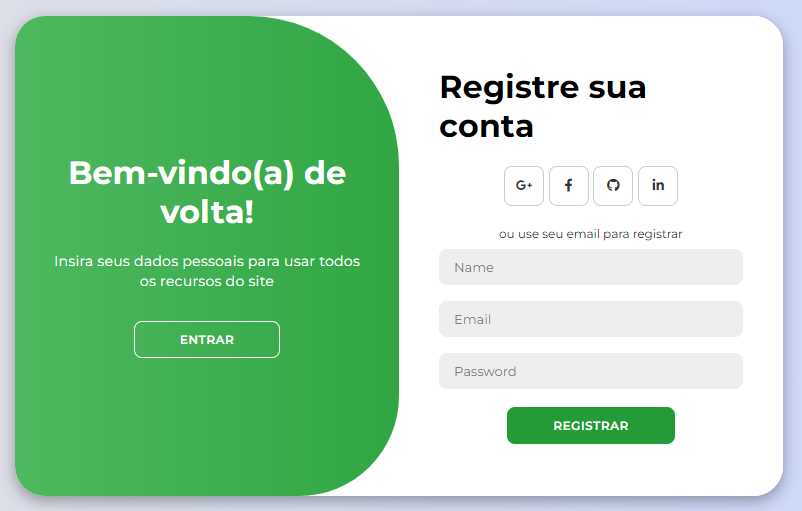 Bem-vindo(a) de
volta!
Insira seus dados pessoais para usar todos
os recursos do site
ENTRAR
Registre sua
conta
G+ f in
ou use seu email para registrar
Name
Email
Password
REGISTRAR